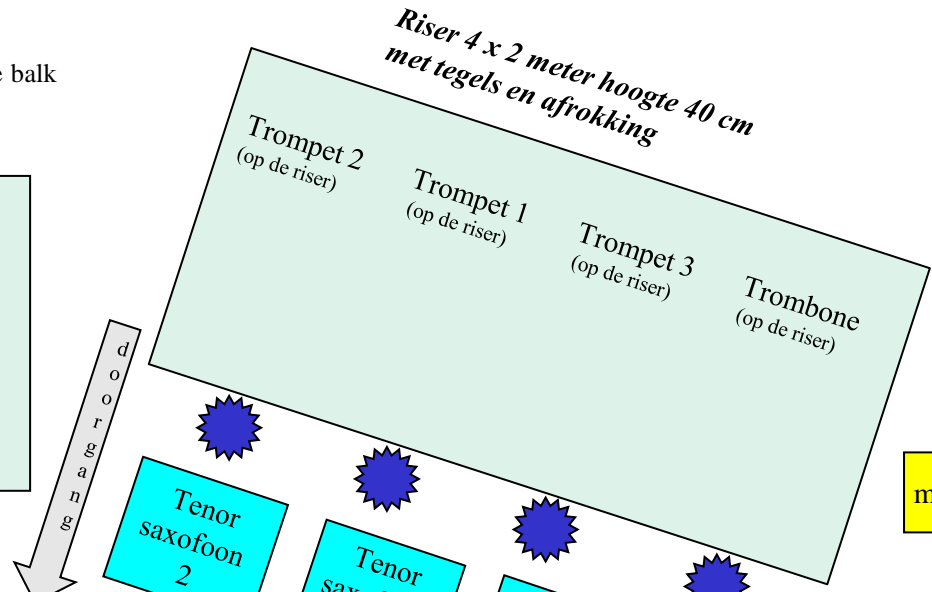 Riser 4 x 2 meter hoogte 40 cm
met tegels en afrokking
balk
Trompet 2
(op de riser)
Trompet 1
(op de riser)
Trompet 3
(op de riser)
Trombone
(op de riser)
doorgang
Tenor
saxofoon
2
Tenor